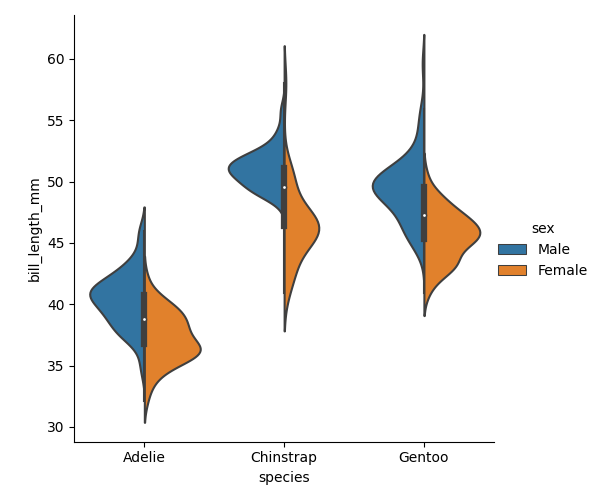 60
55
50
45
40
35
30
bill_length_mm
Adelie
Chinstrap
Gentoo
species
sex
Male
Female